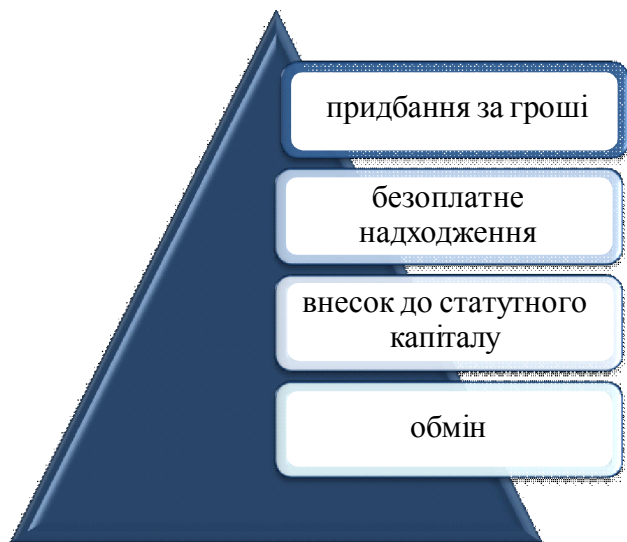 придбання за гроші
безоплатне
надходження
внесок до статутного
капіталу
обмін